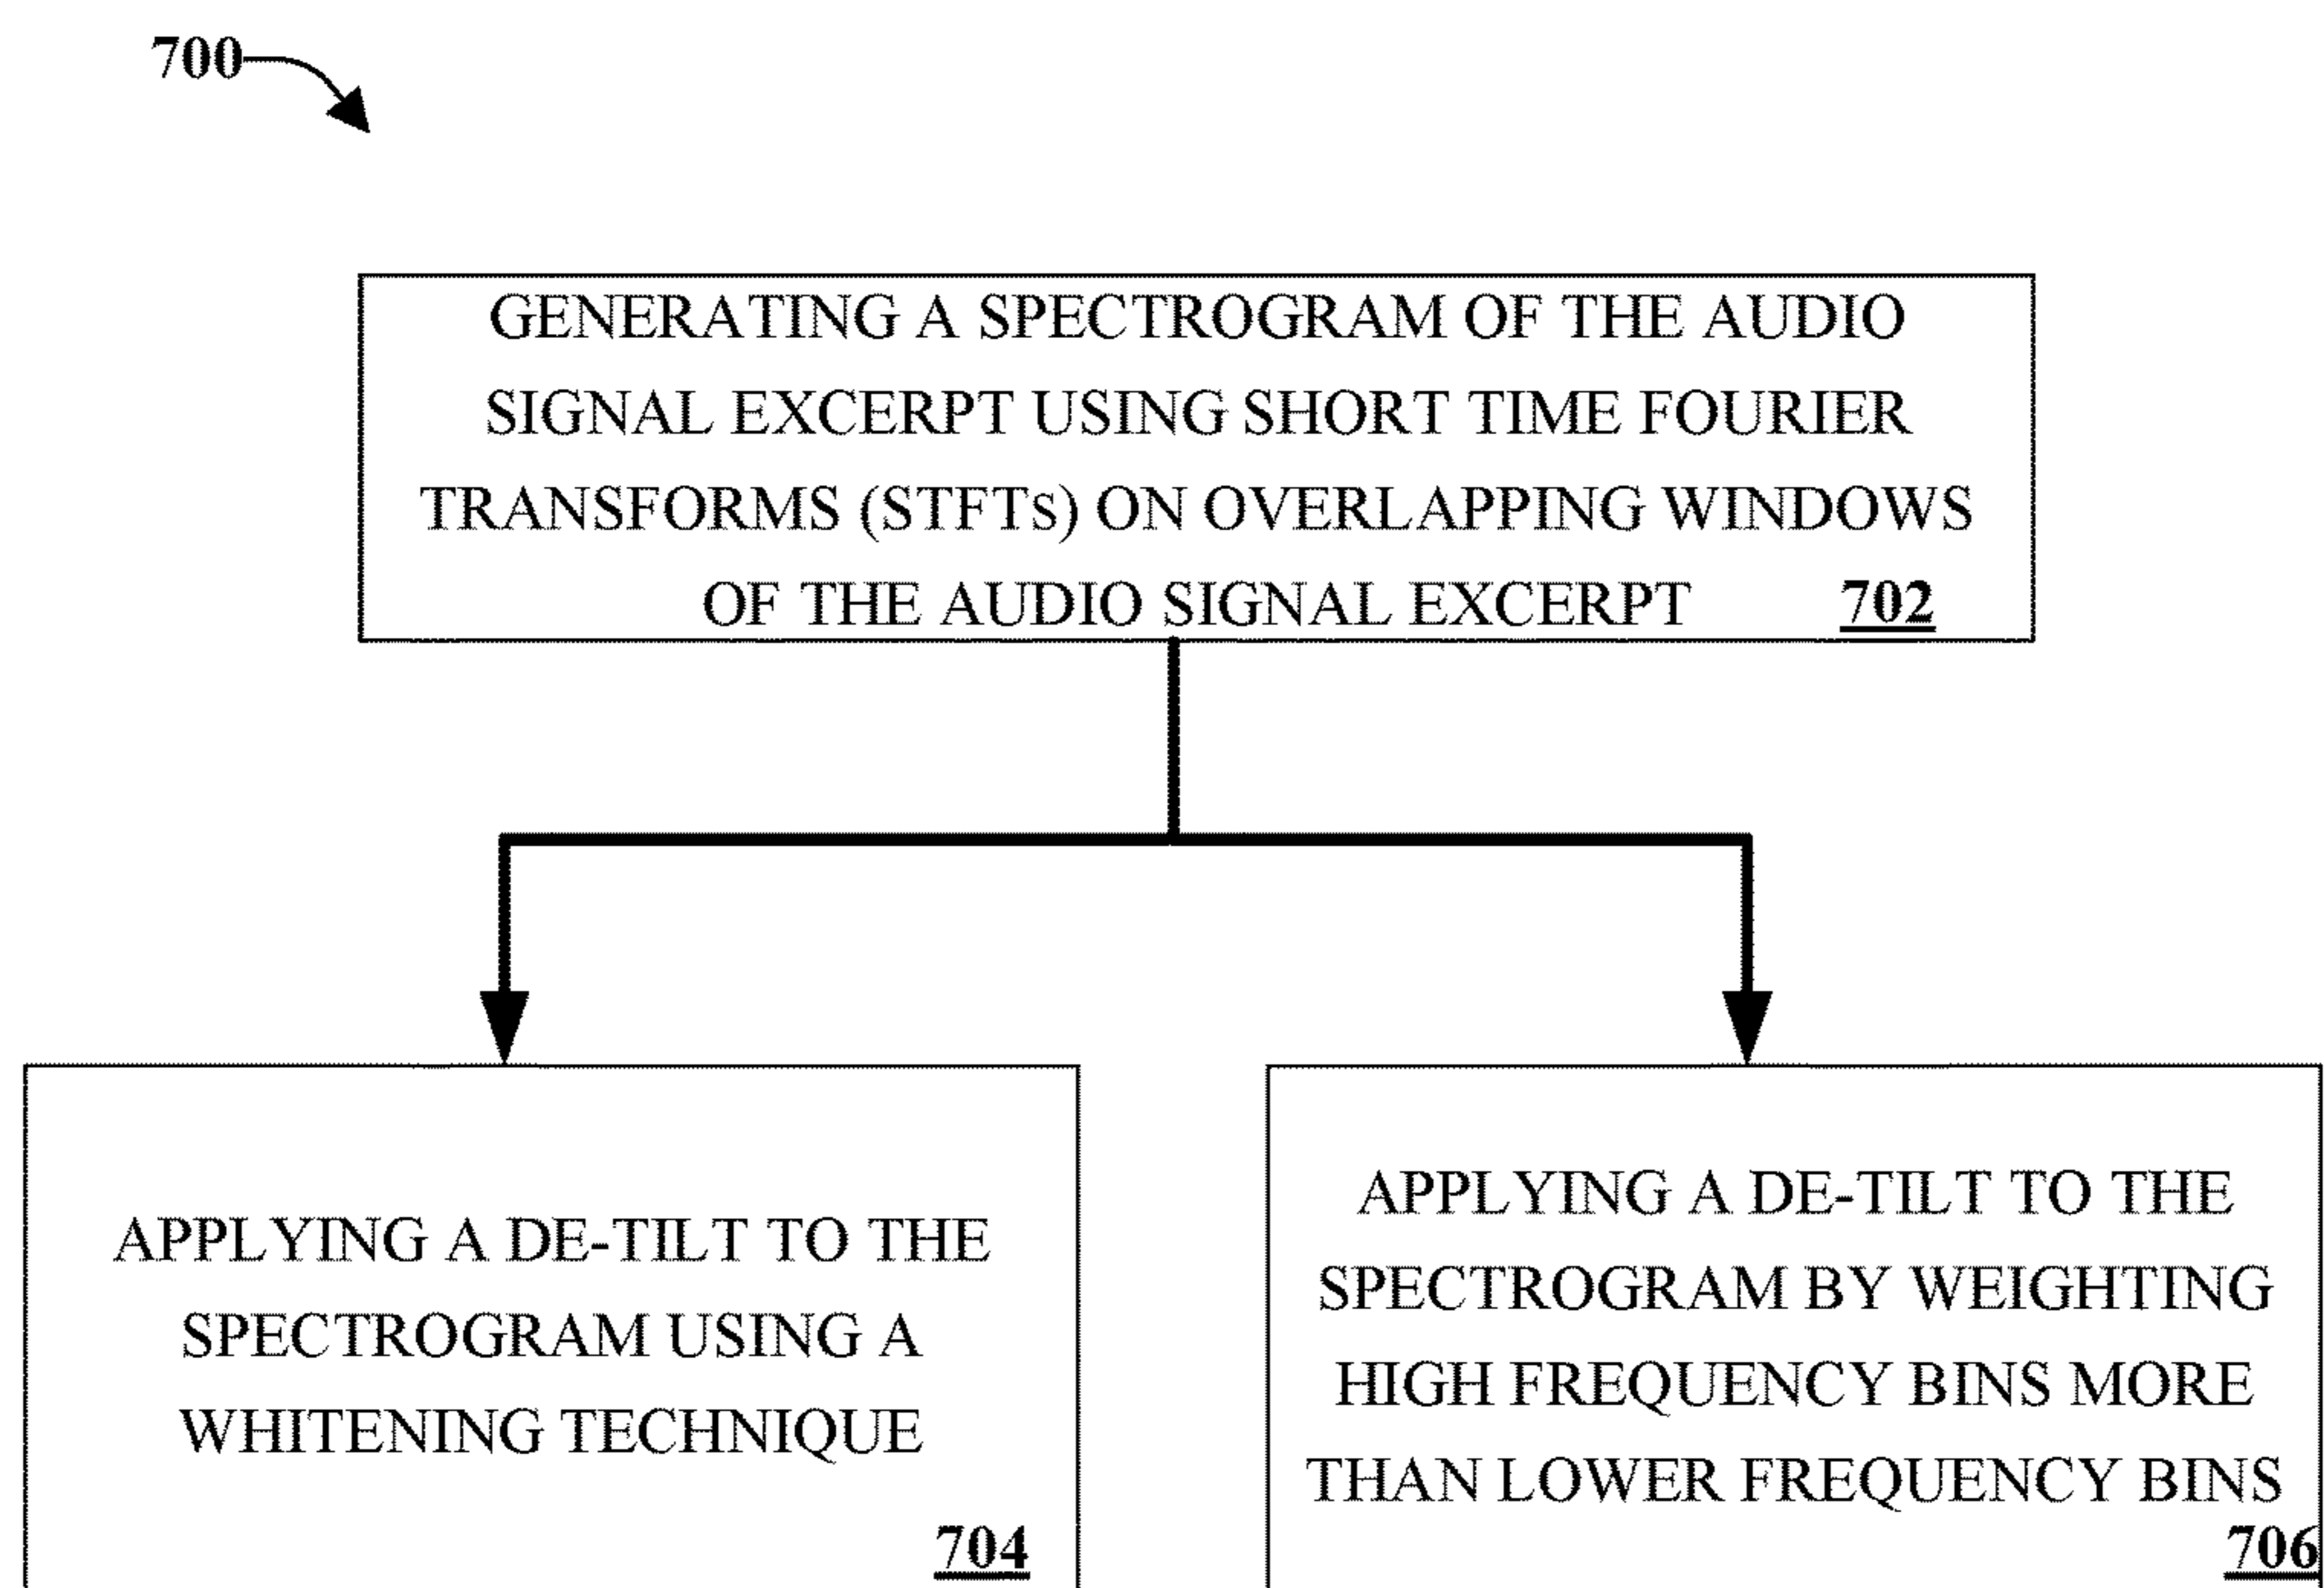 700
GENERATING A SPECTROGRAM OF THE AUDIO
SIGNAL EXCERPT USING SHORT TIME FOURIER
TRANSFORMS (STFTs) ON OVERLAPPING WINDOWS
OF THE AUDIO SIGNAL EXCERPT 702
APPLYING A DE-TILT TO THE
SPECTROGRAM USING A
WHITENING TECHNIQUE
704
APPLYING A DE-TILT TO THE
SPECTROGRAM BY WEIGHTING
HIGH FREQUENCY BINS MORE
THAN LOWER FREQUENCY BINS
706